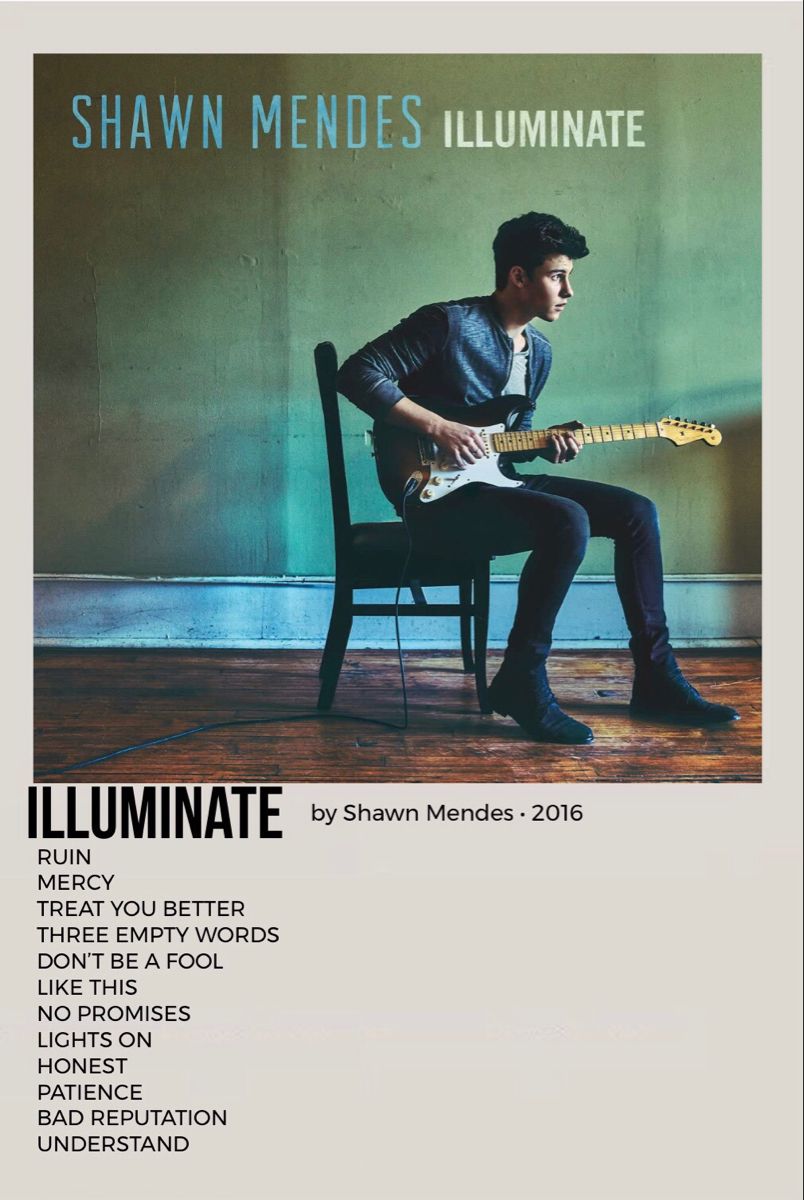 SHAWN MENDES ILLUMINATE
ILLUMINATE by Shawn Mendes • 2016
RUIN
MERCY
TREAT YOU BETTER
THREE EMPTY WORDS
DON’T BE A FOOL
LIKE THIS
NO PROMISES
LIGHTS ON
HONEST
PATIENCE
BAD REPUTATION
UNDERSTAND